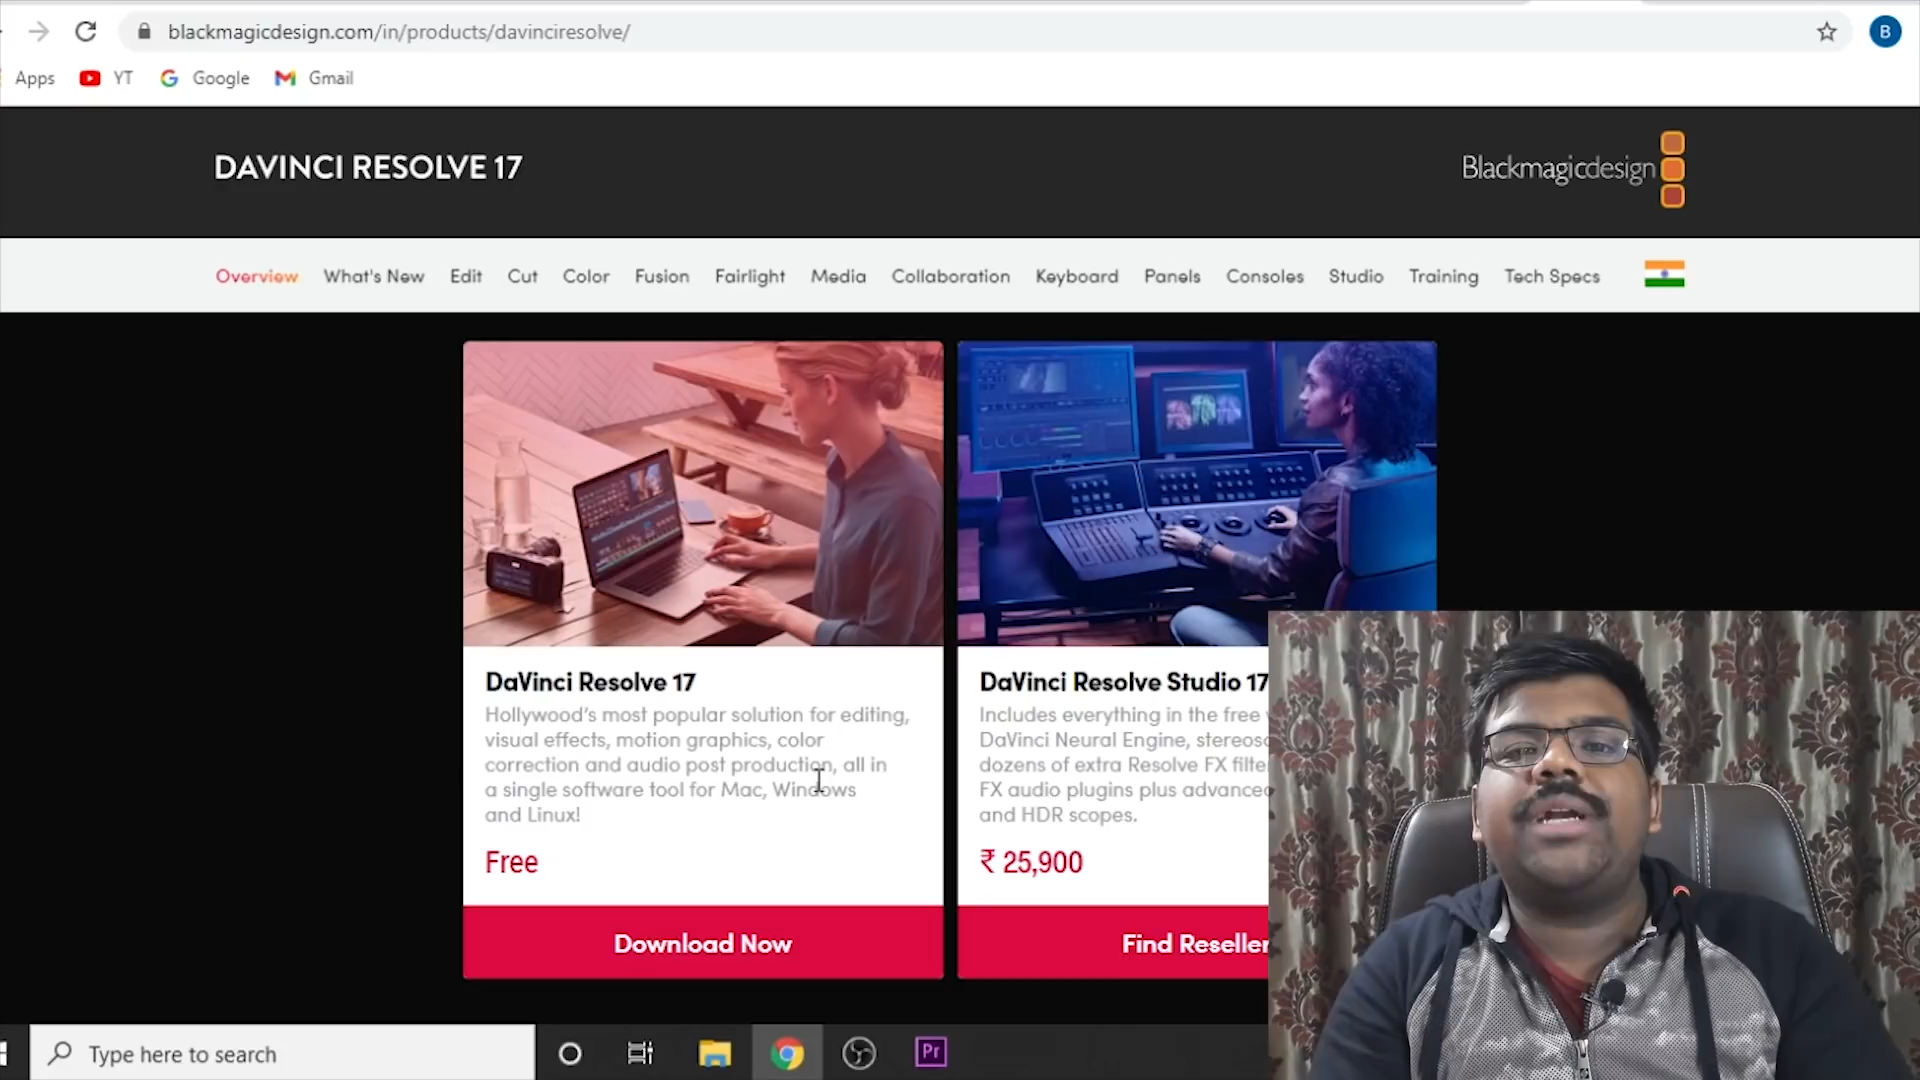 blackmagicdesign.com/in/products/davinciresolve/
B
Apps YT Google Gmail
DAVINCI RESOLVE 17
Blackmagicdesign
Overview What's New Edit Cut Color Fusion Fairlight Media Collaboration Keyboard Panels Consoles Studio Training Tech Specs
DaVinci Resolve 17
Hollywood's most popular solution for editing,
visual effects, motion graphics, color
correction and audio post production, all in
a single software tool for Mac, Windows
and Linux!
Free
Download Now
DaVinci Resolve Studio 17
Includes everything in the free
DaVinci Neural Engine,
dozens of extra Resolve FX
FX audio plugins plus advanced
and HDR scopes.
₹ 25,900
Find Reseller
Type here to search
Pr